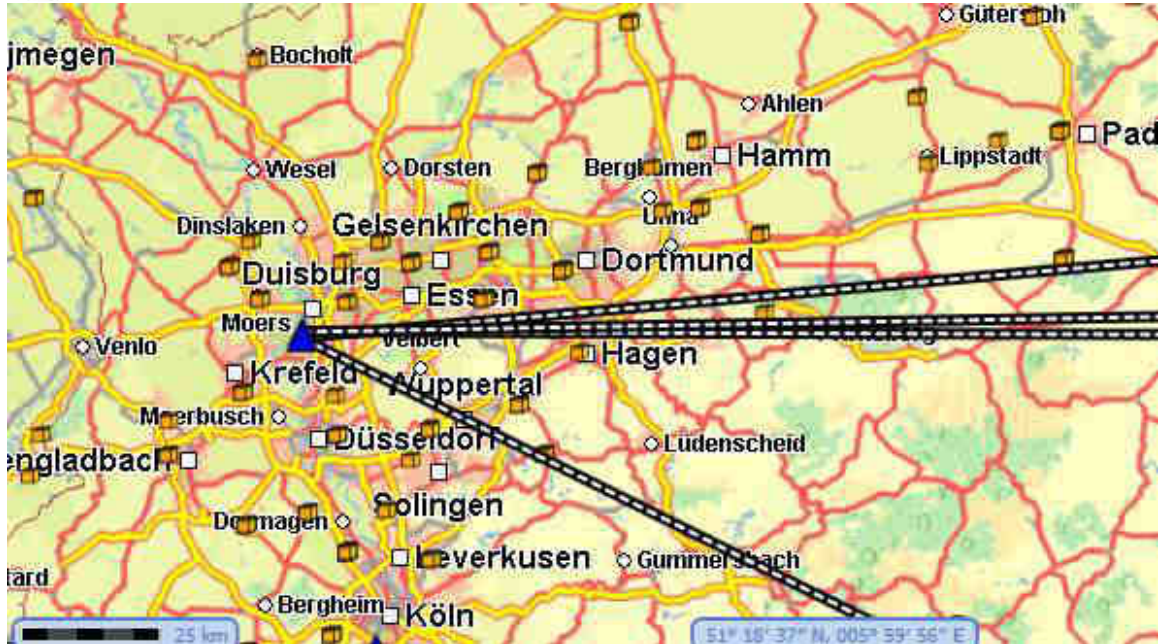 Gütersloh
jmegen
Bocholt
Ahlen
Pad
Hamm
Lippstadt
Wesel
Dorsten
Unna
Dinslaken
Gelsenkirchen
Dortmund
Duisburg
Essen
Moers
Velbert
Venlo
Hagen
Krefeld
Wuppertal
Meerbusch
Düsseldorf
Lüdenscheid
engladbach
Solingen
Dormagen
Leverkusen
Gummersbach
tard
Bergheim
Köln
25 km
51° 18' 37" N, 005° 59' 56" E